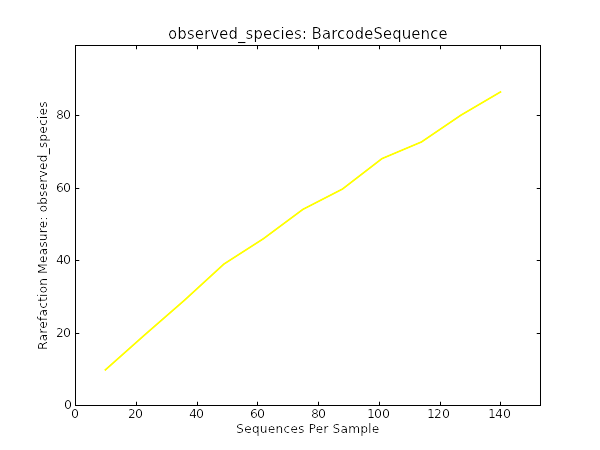 observed_species: BarcodeSequence
Rarefaction Measure: observed_species
80
60
40
20
0
0 20 40 60 80 100 120 140
Sequences Per Sample